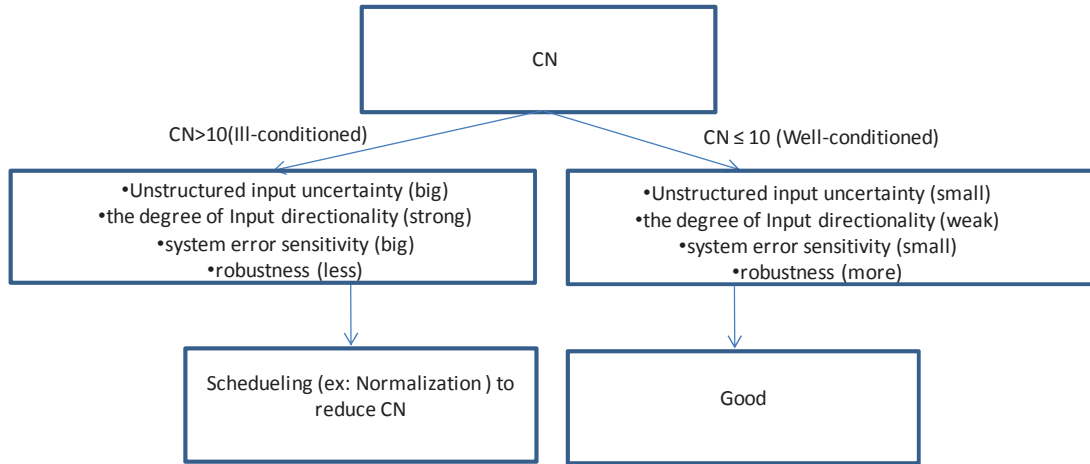 CN
CN>10(Ill-conditioned)
CN ≤ 10 (Well-conditioned)
•Unstructured input uncertainty (big)
•the degree of Input directionality (strong)
•system error sensitivity (big)
•robustness (less)
•Unstructured input uncertainty (small)
•the degree of Input directionality (weak)
•system error sensitivity (small)
•robustness (more)
Schedueling (ex: Normalization ) to
reduce CN
Good